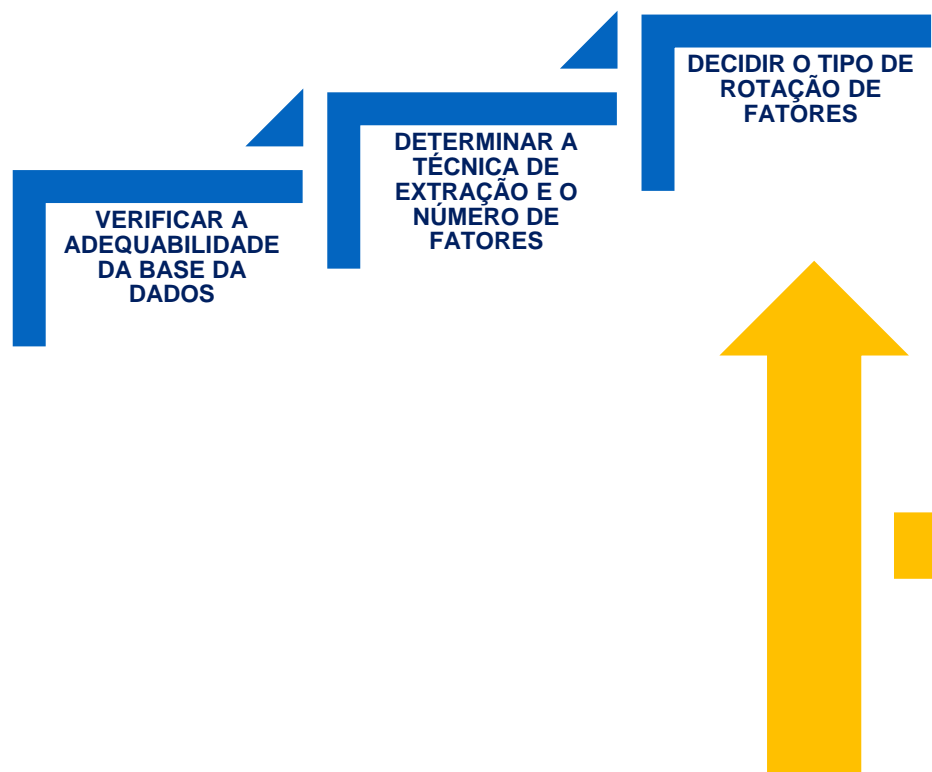 VERIFICAR A
ADEQUABILIDADE
DA BASE DA
DADOS
DETERMINAR A
TÉCNICA DE
EXTRAÇÃO E O
NÚMERO DE
FATORES
DECIDIR O TIPO DE
ROTAÇÃO DE
FATORES